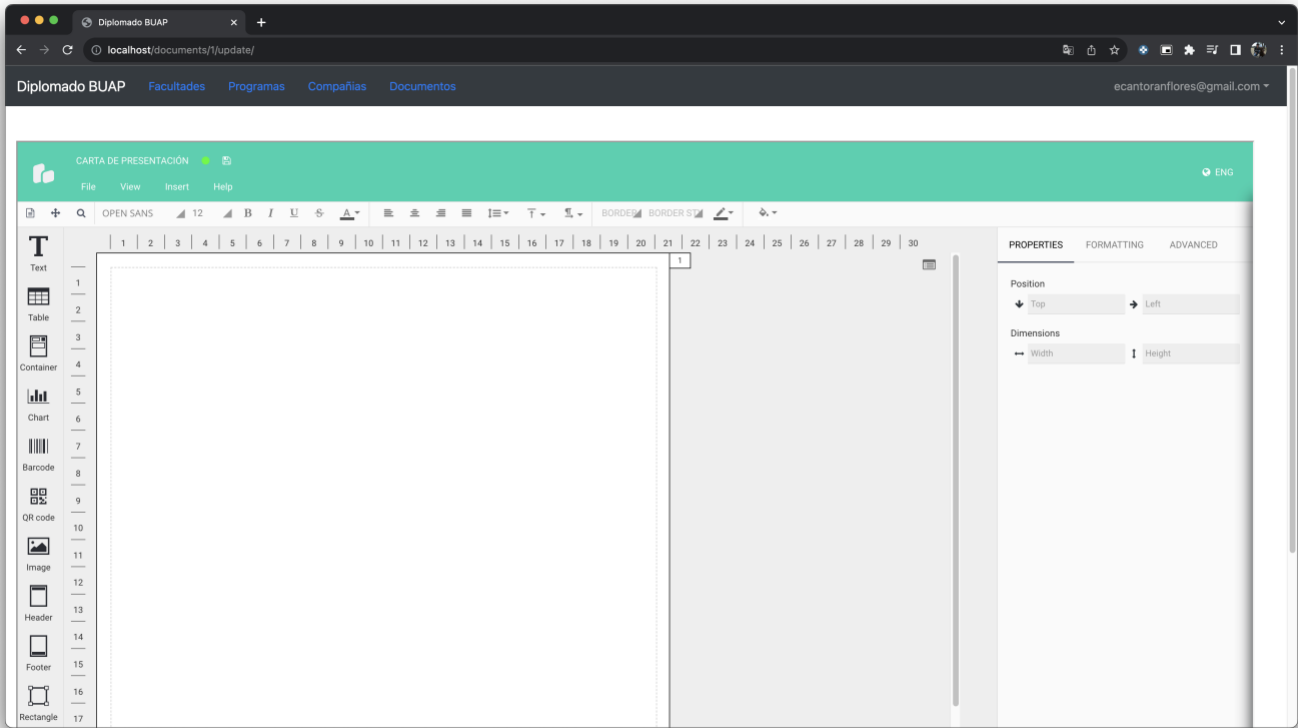 Diplomado BUAP
localhost/documents/1/update/
Diplomado BUAP Facultades Programas Compañias Documentos ecantoranflores@gmail.com
CARTA DE PRESENTACIÓN
ENG
File View Insert Help
OPEN SANS 12 B I U S A BORDER BORDER ST
1 2 3 4 5 6 7 8 9 10 11 12 13 14 15 16 17 18 19 20 21 22 23 24 25 26 27 28 29 30
PROPERTIES FORMATTING ADVANCED
1
Text
Table
Container
Chart
Barcode
QR code
Image
Header
Footer
Rectangle
1
2
3
4
5
6
7
8
9
10
11
12
13
14
15
16
17
Position
Top Left
Dimensions
Width Height